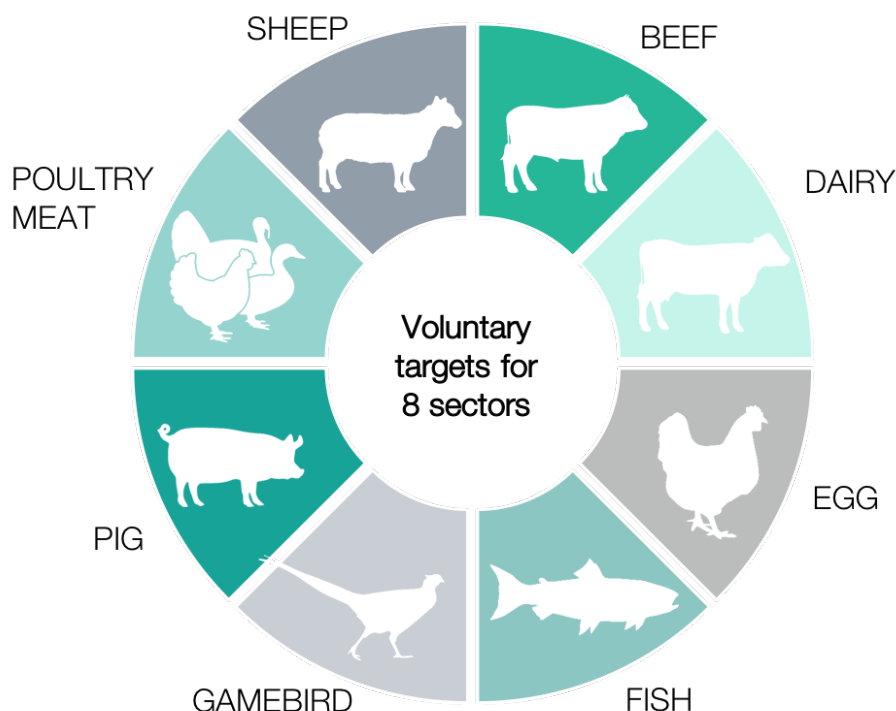 SHEEP
BEEF
POULTRY
MEAT
DAIRY
Voluntary
targets for
8 sectors
PIG
EGG
GAMEBIRD
FISH